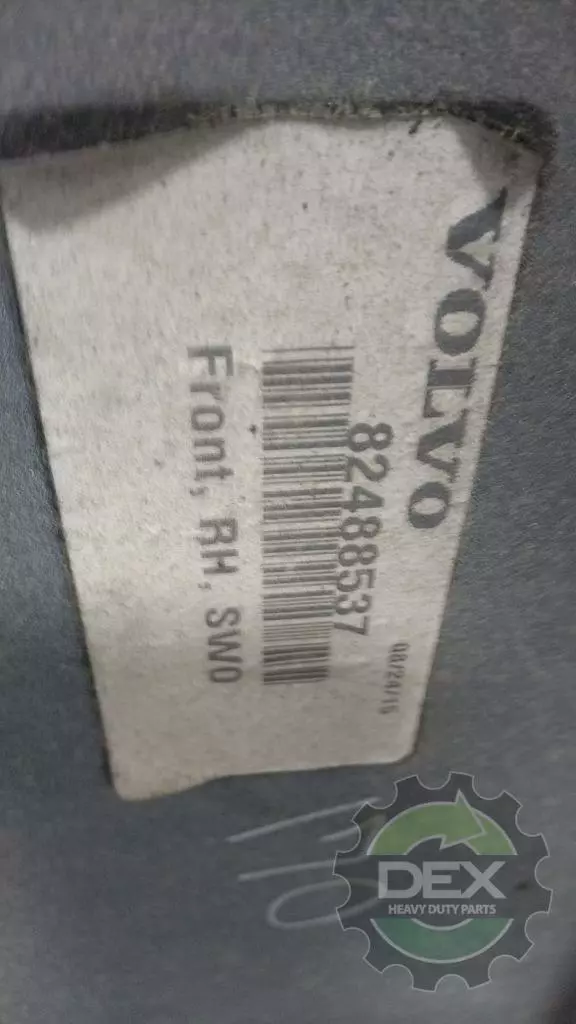 VOLVO
08/24/15
82488537
Front, RH, SWO
DEX
HEAVY DUTY PARTS